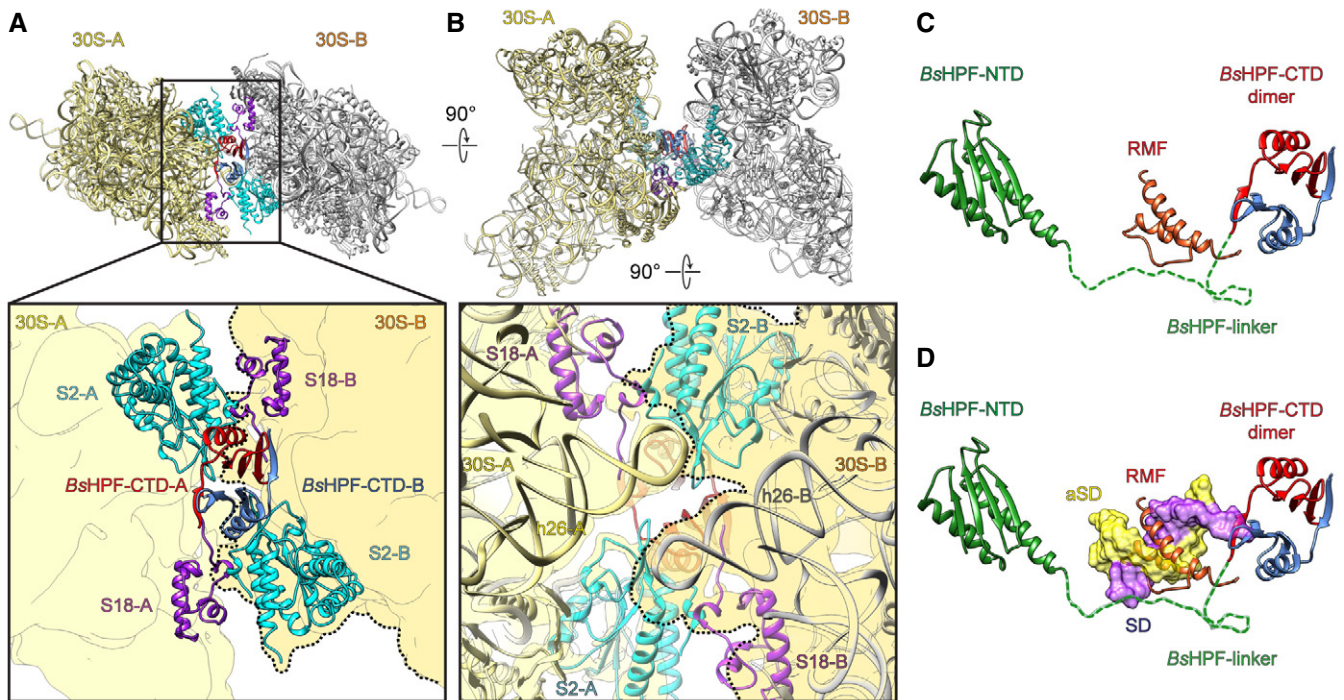 A
30S-A
30S-B
B
30S-A
30S-B
90°
90°
C
BsHPF-NTD
BsHPF-CTD
dimer
RMF
BsHPF-linker
30S-A
30S-B
S18-B
S2-A
BsHPF-CTD-A
BsHPF-CTD-B
S2-B
S18-A
S18-A
S2-B
30S-A
30S-B
h26-B
h26-A
S18-B
S2-A
D
BsHPF-NTD
BsHPF-CTD
dimer
RMF
aSD
SD
BsHPF-linker